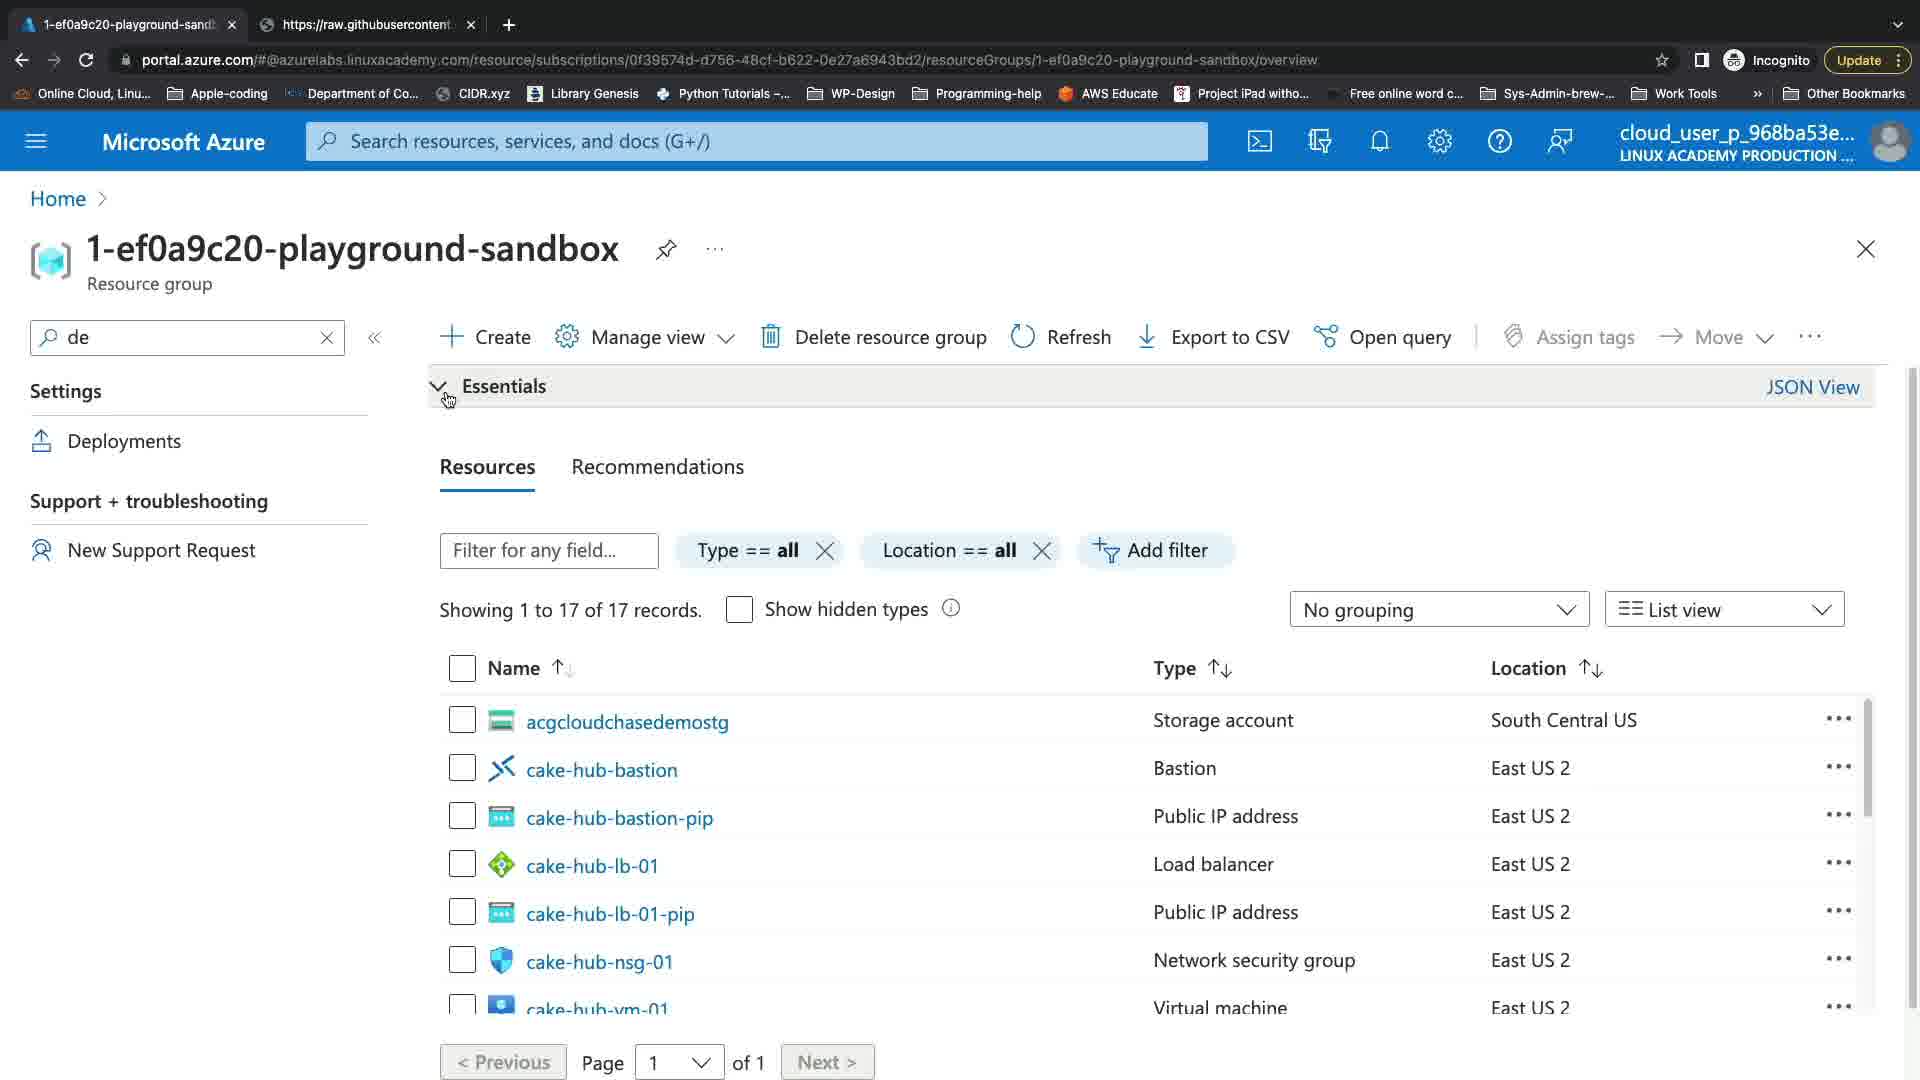 1-ef0a9c20-playground-sandb
https://raw.githubusercontent
portal.azure.com/#@azurelabs.linuxacademy.com/resource/subscriptions/0f39574d-d756-48cf-b622-0e27a6943bd2/resourceGroups/1-ef0a9c20-playground-sandbox/overview
Incognito
Update
Online Cloud, Linu...
Apple-coding
Department of Co...
CIDR.xyz
Library Genesis
Python Tutorials –...
WP-Design
Programming-help
AWS Educate
Project iPad witho...
Free online word c...
Sys-Admin-brew-...
Work Tools
»
Other Bookmarks
Microsoft Azure
Search resources, services, and docs (G+/)
cloud_user_p_968ba53e...
LINUX ACADEMY PRODUCTION ...
Home
1-ef0a9c20-playground-sandbox
...
Resource group
de
«
Create
Manage view
Delete resource group
Refresh
Export to CSV
Open query
Assign tags
Move
...
Settings
Deployments
Support + troubleshooting
New Support Request
Essentials
JSON View
Resources
Recommendations
Filter for any field...
Type == all
Location == all
Add filter
Showing 1 to 17 of 17 records.
Show hidden types
No grouping
List view
Name
Type
Location
acgcloudchasedemostg
Storage account
South Central US
cake-hub-bastion
Bastion
East US 2
cake-hub-bastion-pip
Public IP address
East US 2
cake-hub-lb-01
Load balancer
East US 2
cake-hub-lb-01-pip
Public IP address
East US 2
cake-hub-nsg-01
Network security group
East US 2
cake-hub-vm-01
Virtual machine
East US 2
< Previous
Page
1
of 1
Next >